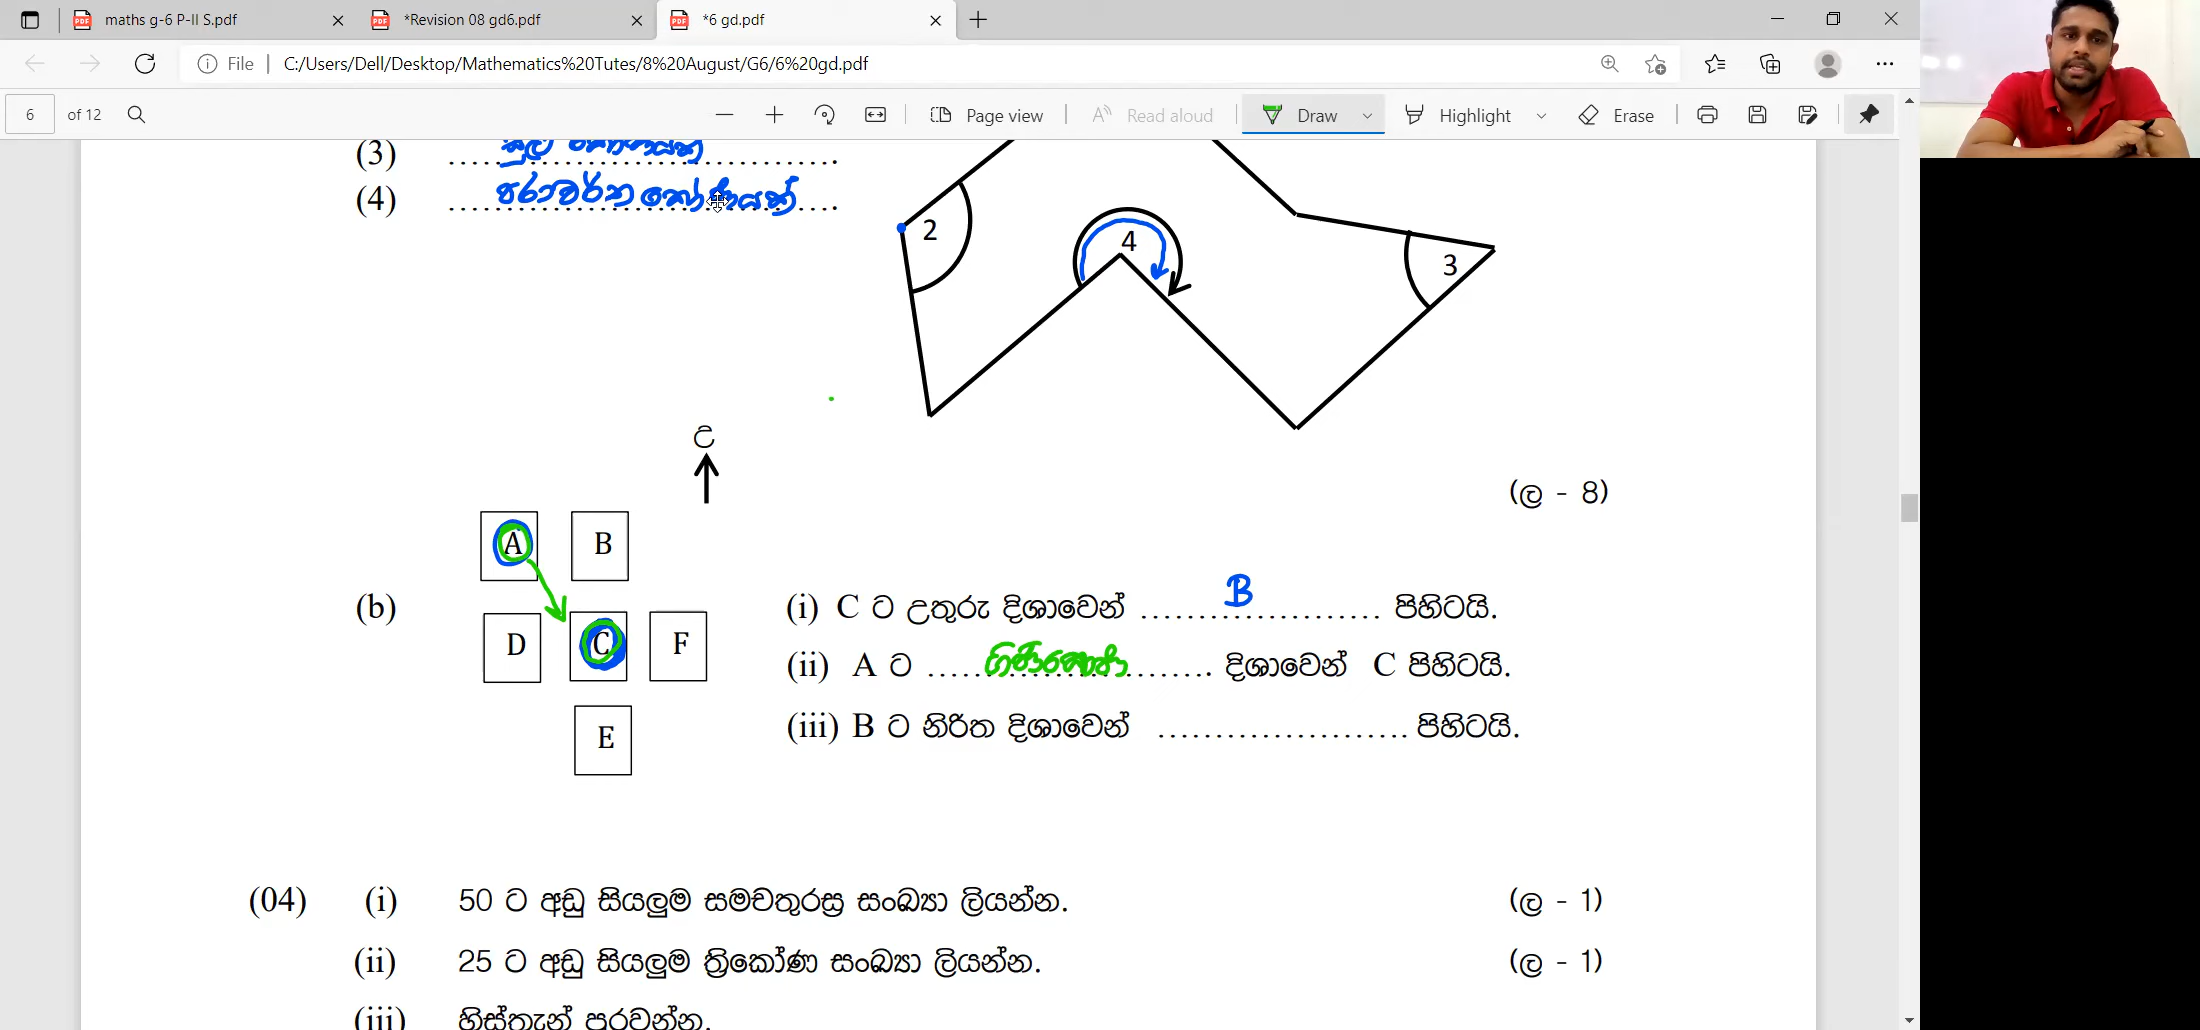 maths g-6 P-II S.pdf
*Revision 08 gd6.pdf
*6 gd.pdf
File
C:/Users/Dell/Desktop/Mathematics%20Tutes/8%20August/G6/6%20gd.pdf
6 of 12
Page view
Read aloud
Draw
Highlight
Erase
(3) ..............................
(4) පරාවර්ත කෝණයක් .
2
4
3
උ
(ල - 8)
A B
(b)
D C F
E
(i) C ට උතුරු දිශාවෙන් ........ B ............ පිහිටයි.
(ii) A ට ........................ දිශාවෙන් C පිහිටයි.
(iii) B ට නිරිත දිශාවෙන් ...................... පිහිටයි.
(04) (i) 50 ට අඩු සියලුම සමචතුරස්‍ර සංඛ්‍යා ලියන්න. (ල - 1)
(ii) 25 ට අඩු සියලුම ත්‍රිකෝණ සංඛ්‍යා ලියන්න. (ල - 1)
(iii) හිස්තැන් පුරවන්න.